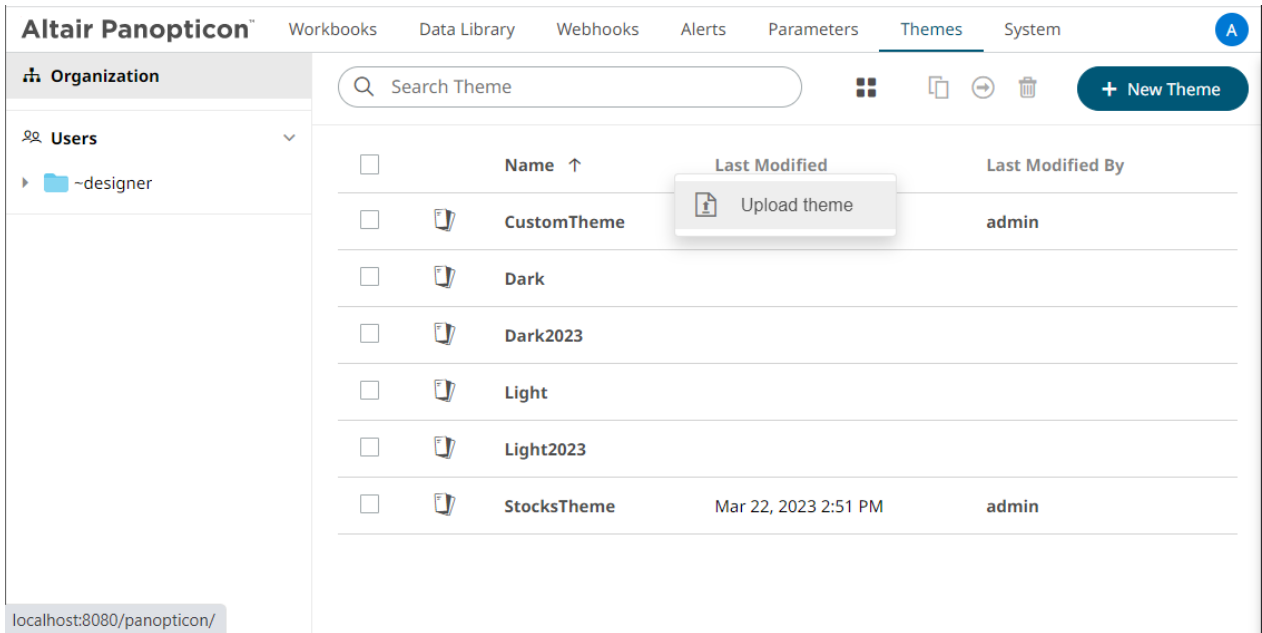 Altair Panopticon™ Workbooks Data Library Webhooks Alerts Parameters Themes System A
Organization
Search Theme
+ New Theme
Users
~designer
Name ↑ Last Modified Last Modified By
Upload theme
CustomTheme admin
Dark
Dark2023
Light
Light2023
StocksTheme Mar 22, 2023 2:51 PM admin
localhost:8080/panopticon/